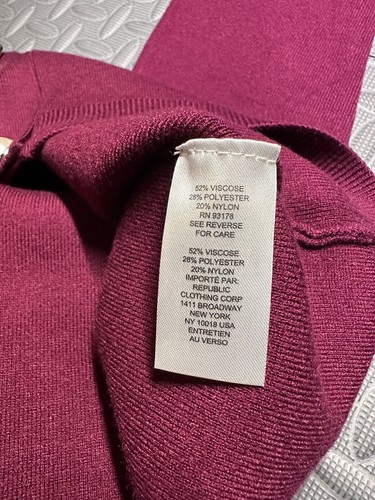 52% VISCOSE
28% POLYESTER
20% NYLON
RN 93178
SEE REVERSE
FOR CARE
52% VISCOSE
28% POLYESTER
20% NYLON
IMPORTÉ PAR:
REPUBLIC
CLOTHING CORP
1411 BROADWAY
NEW YORK
NY 10018 USA
ENTRETIEN
AU VERSO